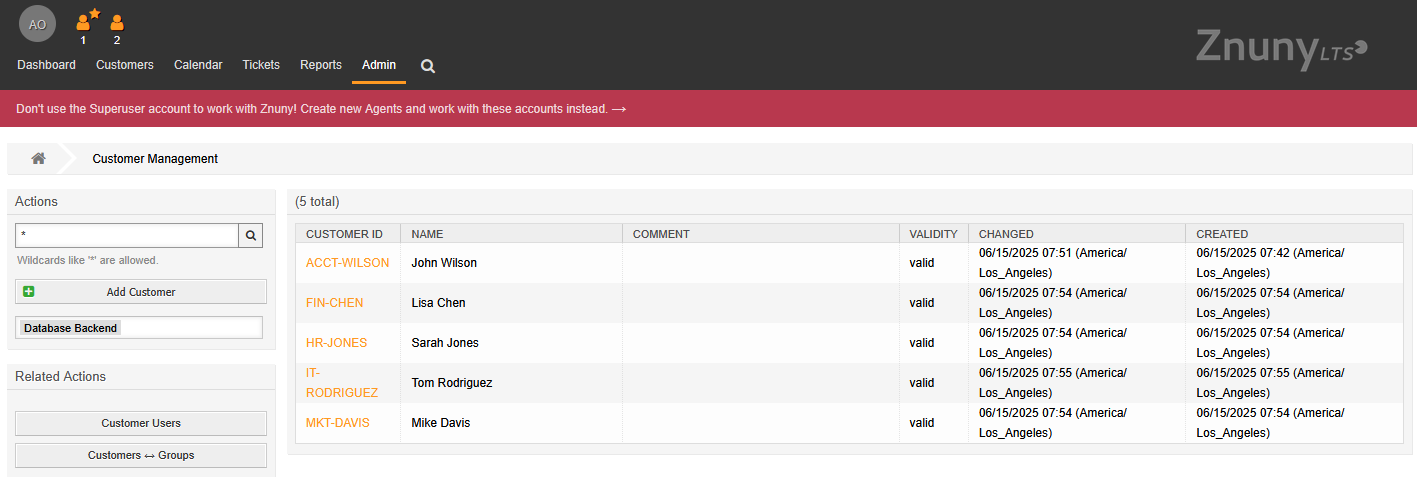 AO
1
2
Dashboard Customers Calendar Tickets Reports Admin
Znuny LTS
Don't use the Superuser account to work with Znuny! Create new Agents and work with these accounts instead. →
Customer Management
Actions
*
Wildcards like '*' are allowed.
Add Customer
Database Backend
Related Actions
Customer Users
Customers ↔ Groups
(5 total)
CUSTOMER ID NAME COMMENT VALIDITY CHANGED CREATED
ACCT-WILSON John Wilson valid 06/15/2025 07:51 (America/ 06/15/2025 07:42 (America/
Los_Angeles) Los_Angeles)
FIN-CHEN Lisa Chen valid 06/15/2025 07:54 (America/ 06/15/2025 07:54 (America/
Los_Angeles) Los_Angeles)
HR-JONES Sarah Jones valid 06/15/2025 07:54 (America/ 06/15/2025 07:54 (America/
Los_Angeles) Los_Angeles)
IT- Tom Rodriguez valid 06/15/2025 07:55 (America/ 06/15/2025 07:55 (America/
RODRIGUEZ Los_Angeles) Los_Angeles)
MKT-DAVIS Mike Davis valid 06/15/2025 07:54 (America/ 06/15/2025 07:54 (America/
Los_Angeles) Los_Angeles)